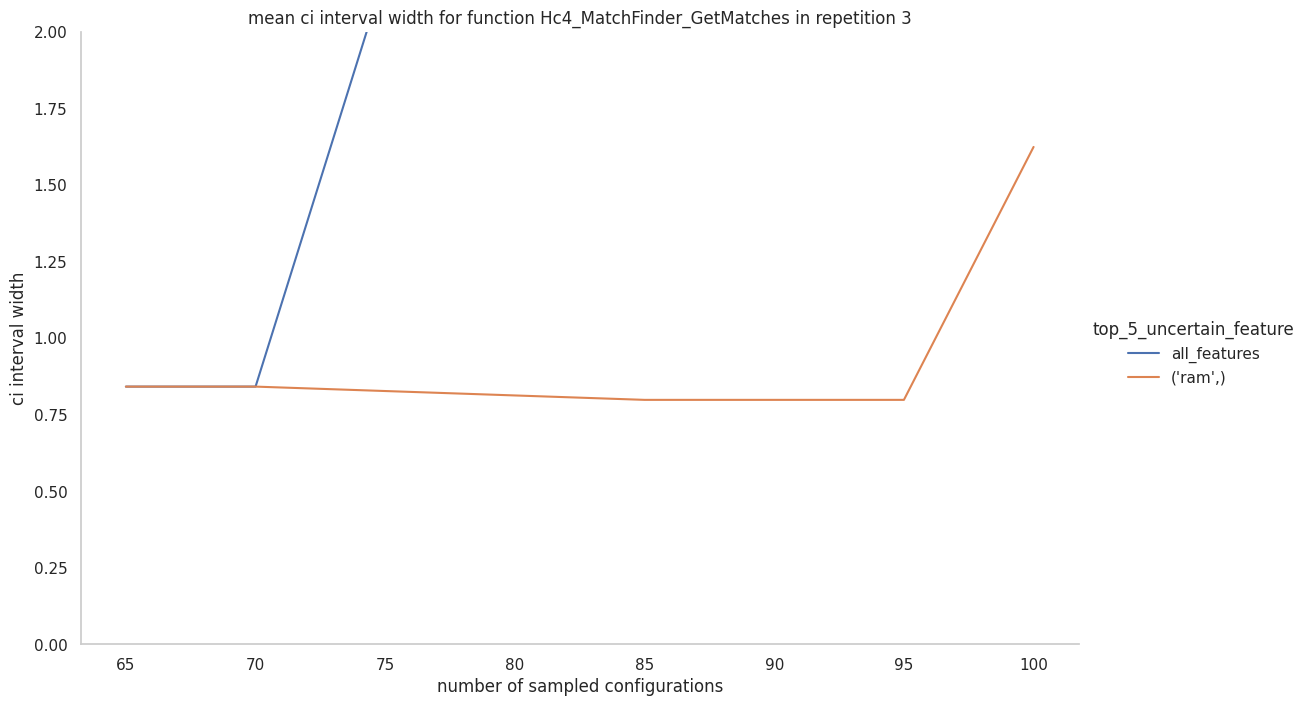 mean ci interval width for function Hc4_MatchFinder_GetMatches in repetition 3
2.00
1.75
1.50
1.25
1.00
0.75
0.50
0.25
0.00
ci interval width
65 70 75 80 85 90 95 100
number of sampled configurations
top_5_uncertain_feature
all_features
('ram',)